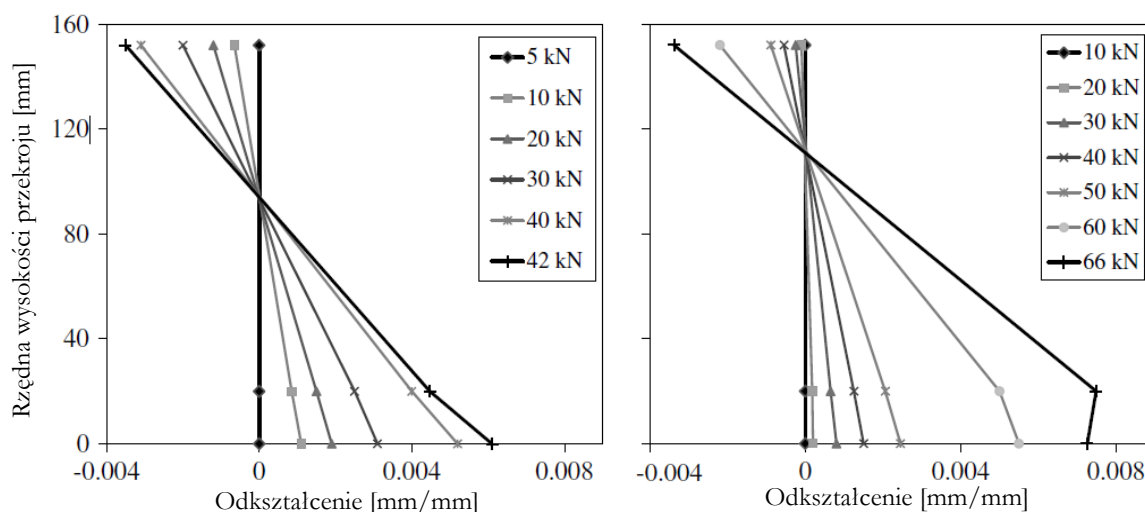 Rzędna wysokości przekroju [mm]
160
120
80
40
0
-0.004
0
0.004
0.008
Odkształcenie [mm/mm]
5 kN
10 kN
20 kN
30 kN
40 kN
42 kN
-0.004
0
0.004
0.008
Odkształcenie [mm/mm]
10 kN
20 kN
30 kN
40 kN
50 kN
60 kN
66 kN